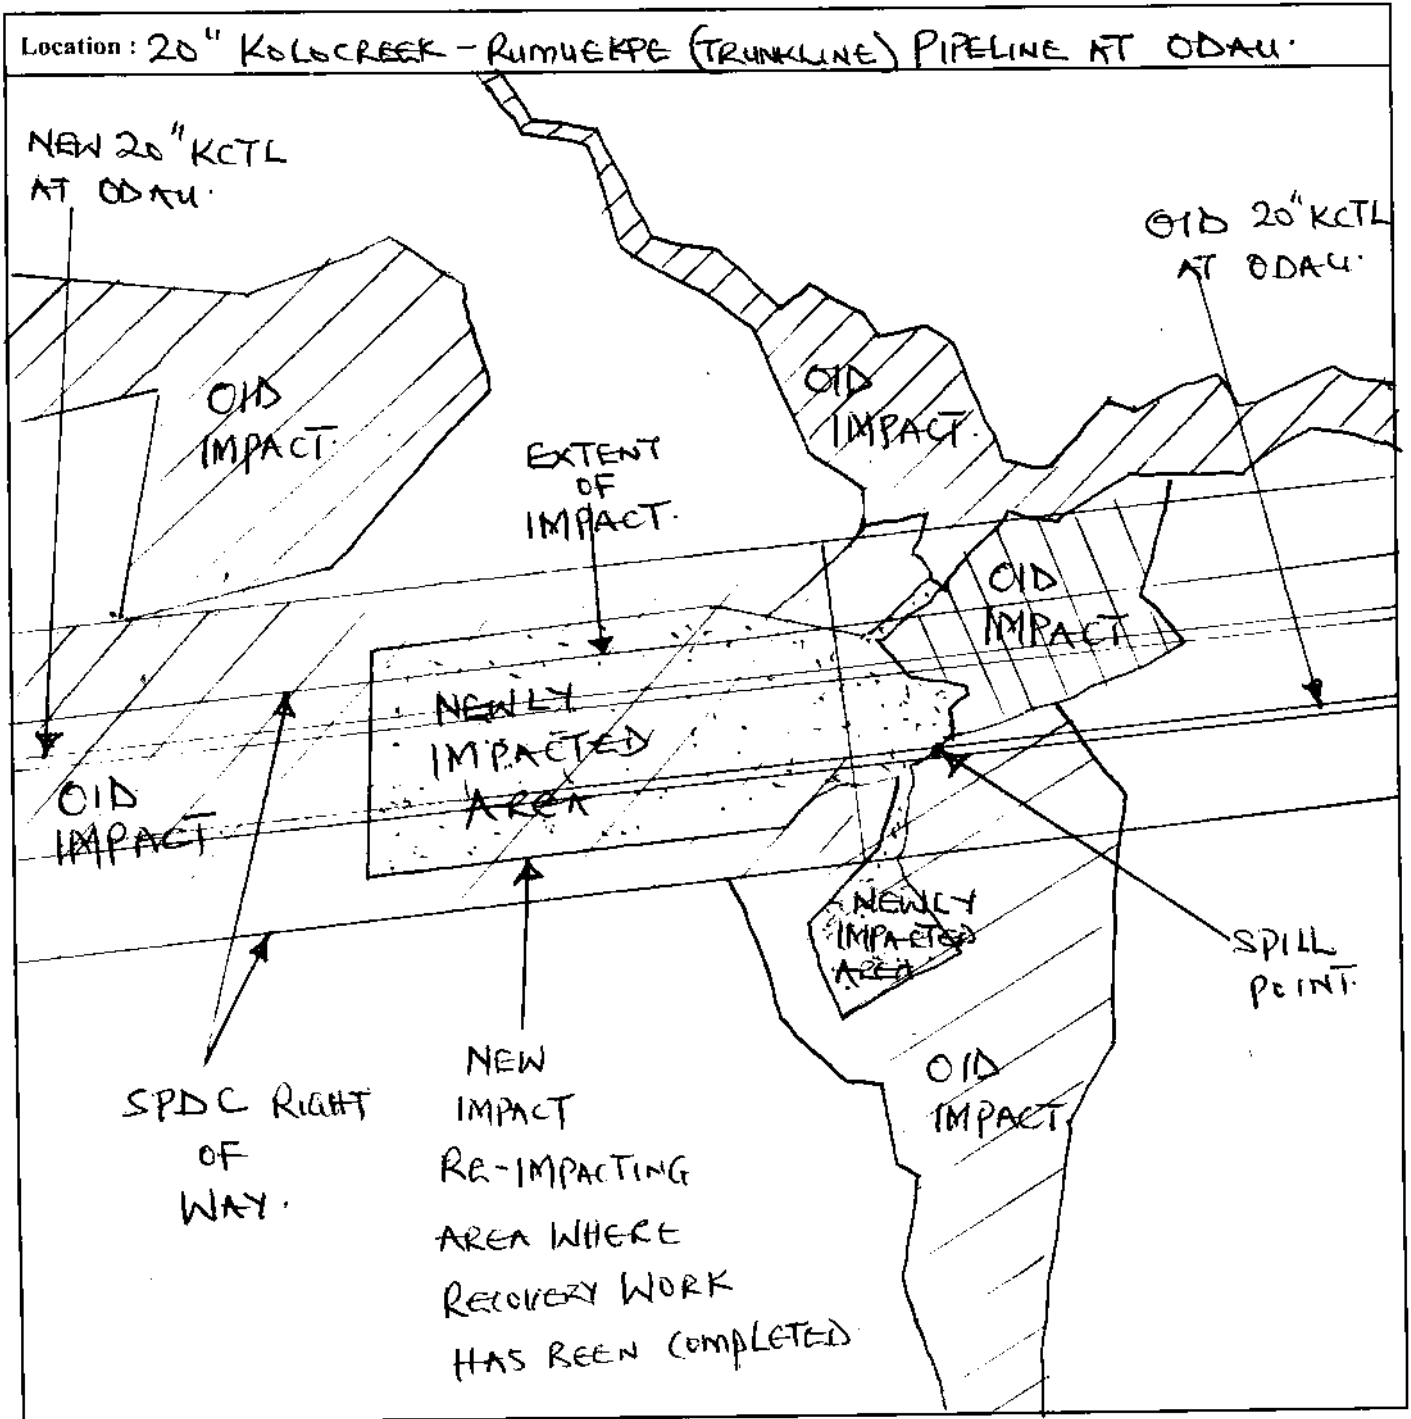 Location : 20" KOLOCREEK - RUMUEKPE (TRUNKLINE) PIPELINE AT ODAU.
NEW 20" KCTL
AT ODAU.
OlD 20" KCTL
AT ODAU.
OlD
IMPACT.
OlD
IMPACT.
EXTENT
OF
IMPACT.
OlD
IMPACT
NEWLY
IMPACTED
AREA
OlD
IMPACT
NEWLY
IMPACTED
AREA
SPILL
POINT.
OlD
IMPACT
SPDC RIGHT
OF
WAY.
NEW
IMPACT
RE-IMPACTING
AREA WHERE
RECOVERY WORK
HAS BEEN COMPLETED